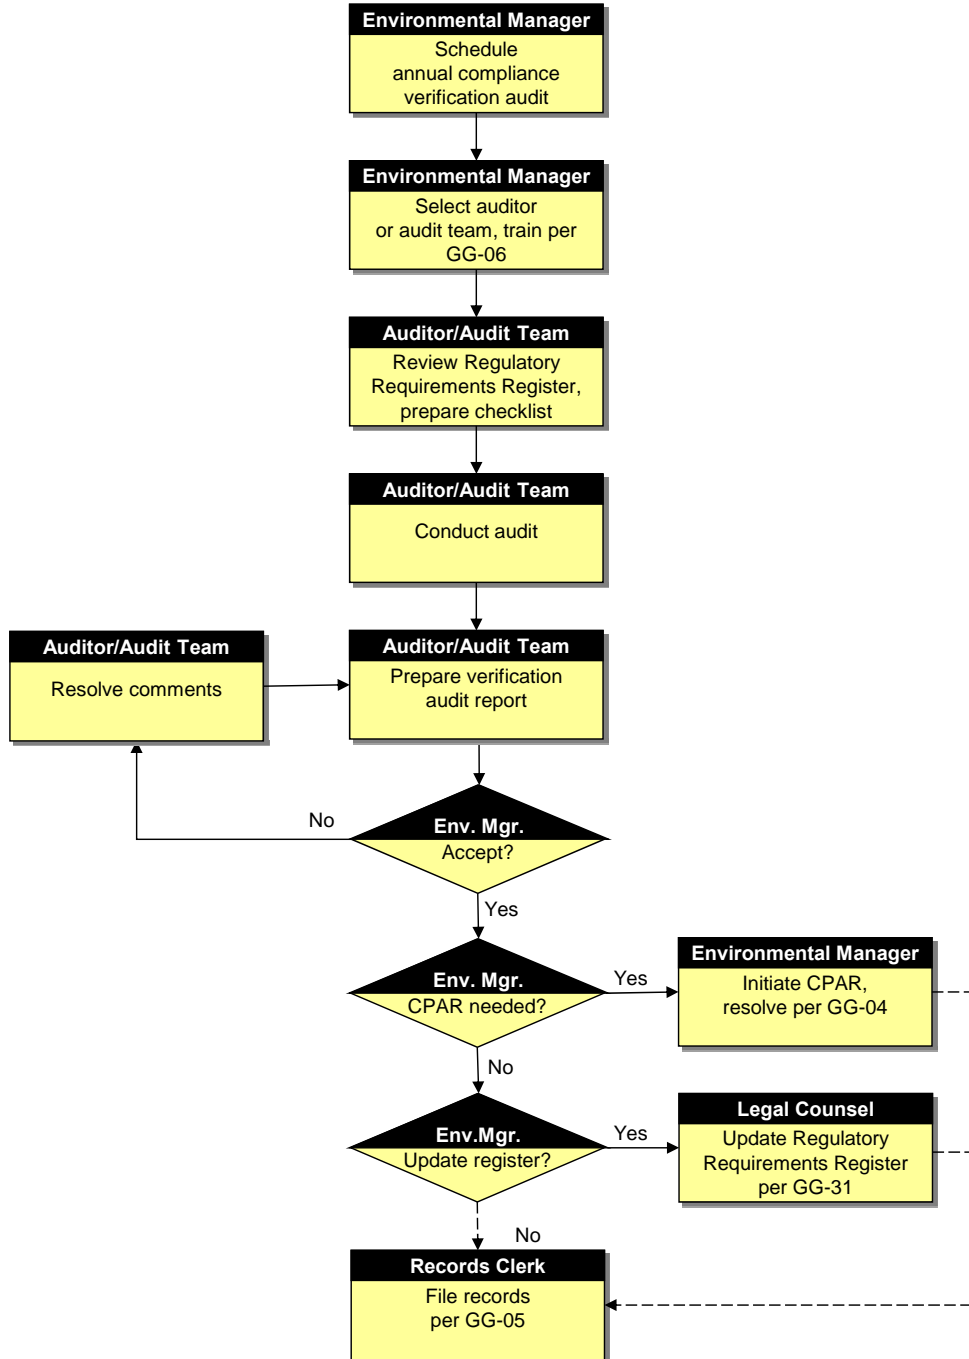 Environmental Manager
Schedule
annual compliance
verification audit
Environmental Manager
Select auditor
or audit team, train per
GG-06
Auditor/Audit Team
Review Regulatory
Requirements Register,
prepare checklist
Auditor/Audit Team
Conduct audit
Auditor/Audit Team
Resolve comments
Auditor/Audit Team
Prepare verification
audit report
No
Env. Mgr.
Accept?
Yes
Env. Mgr.
CPAR needed?
Yes
Environmental Manager
Initiate CPAR,
resolve per GG-04
No
Env.Mgr.
Update register?
Yes
Legal Counsel
Update Regulatory
Requirements Register
per GG-31
No
Records Clerk
File records
per GG-05